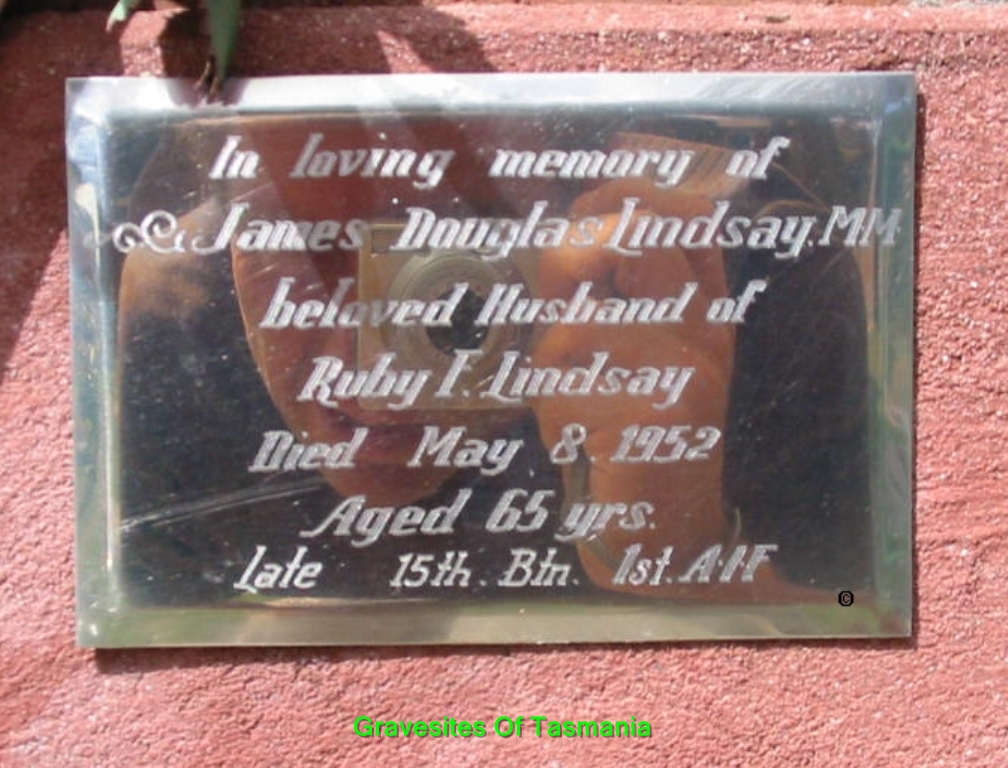 In loving memory of
James Douglas Lindsay. MM
beloved Husband of
Ruby F. Lindsay
Died May 8. 1952
Aged 65 yrs.
Late 15th. Btn. 1st. A.I.F
©
Gravesites Of Tasmania